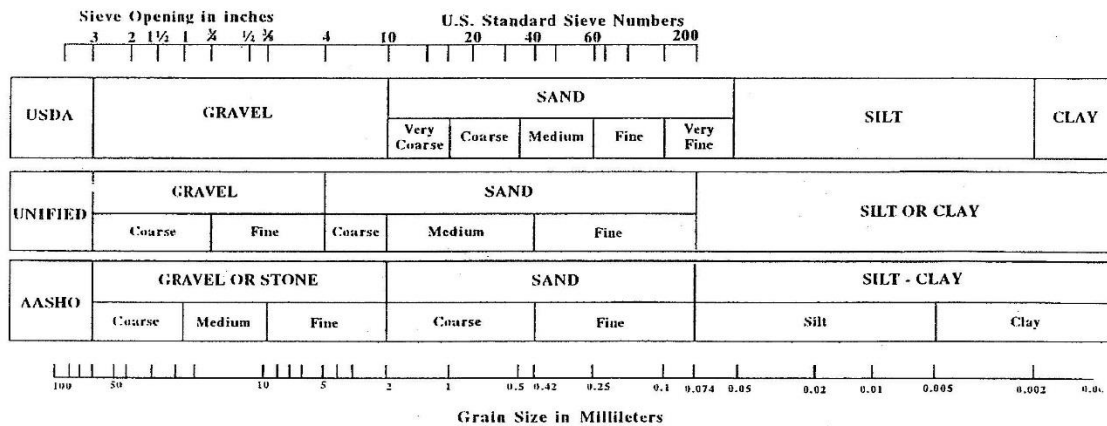 Sieve Opening in inches
U.S. Standard Sieve Numbers
3 2 1½ 1 ¾ ½ ⅜ 4 10 20 40 60 200
USDA
GRAVEL
SAND
Very Coarse
Coarse
Medium
Fine
Very Fine
SILT
CLAY
UNIFIED
GRAVEL
Coarse
Fine
SAND
Coarse
Medium
Fine
SILT OR CLAY
AASHO
GRAVEL OR STONE
Coarse
Medium
Fine
SAND
Coarse
Fine
SILT - CLAY
Silt
Clay
100 50 10 5 2 1 0.5 0.42 0.25 0.1 0.074 0.05 0.02 0.01 0.005 0.002
Grain Size in Millileters